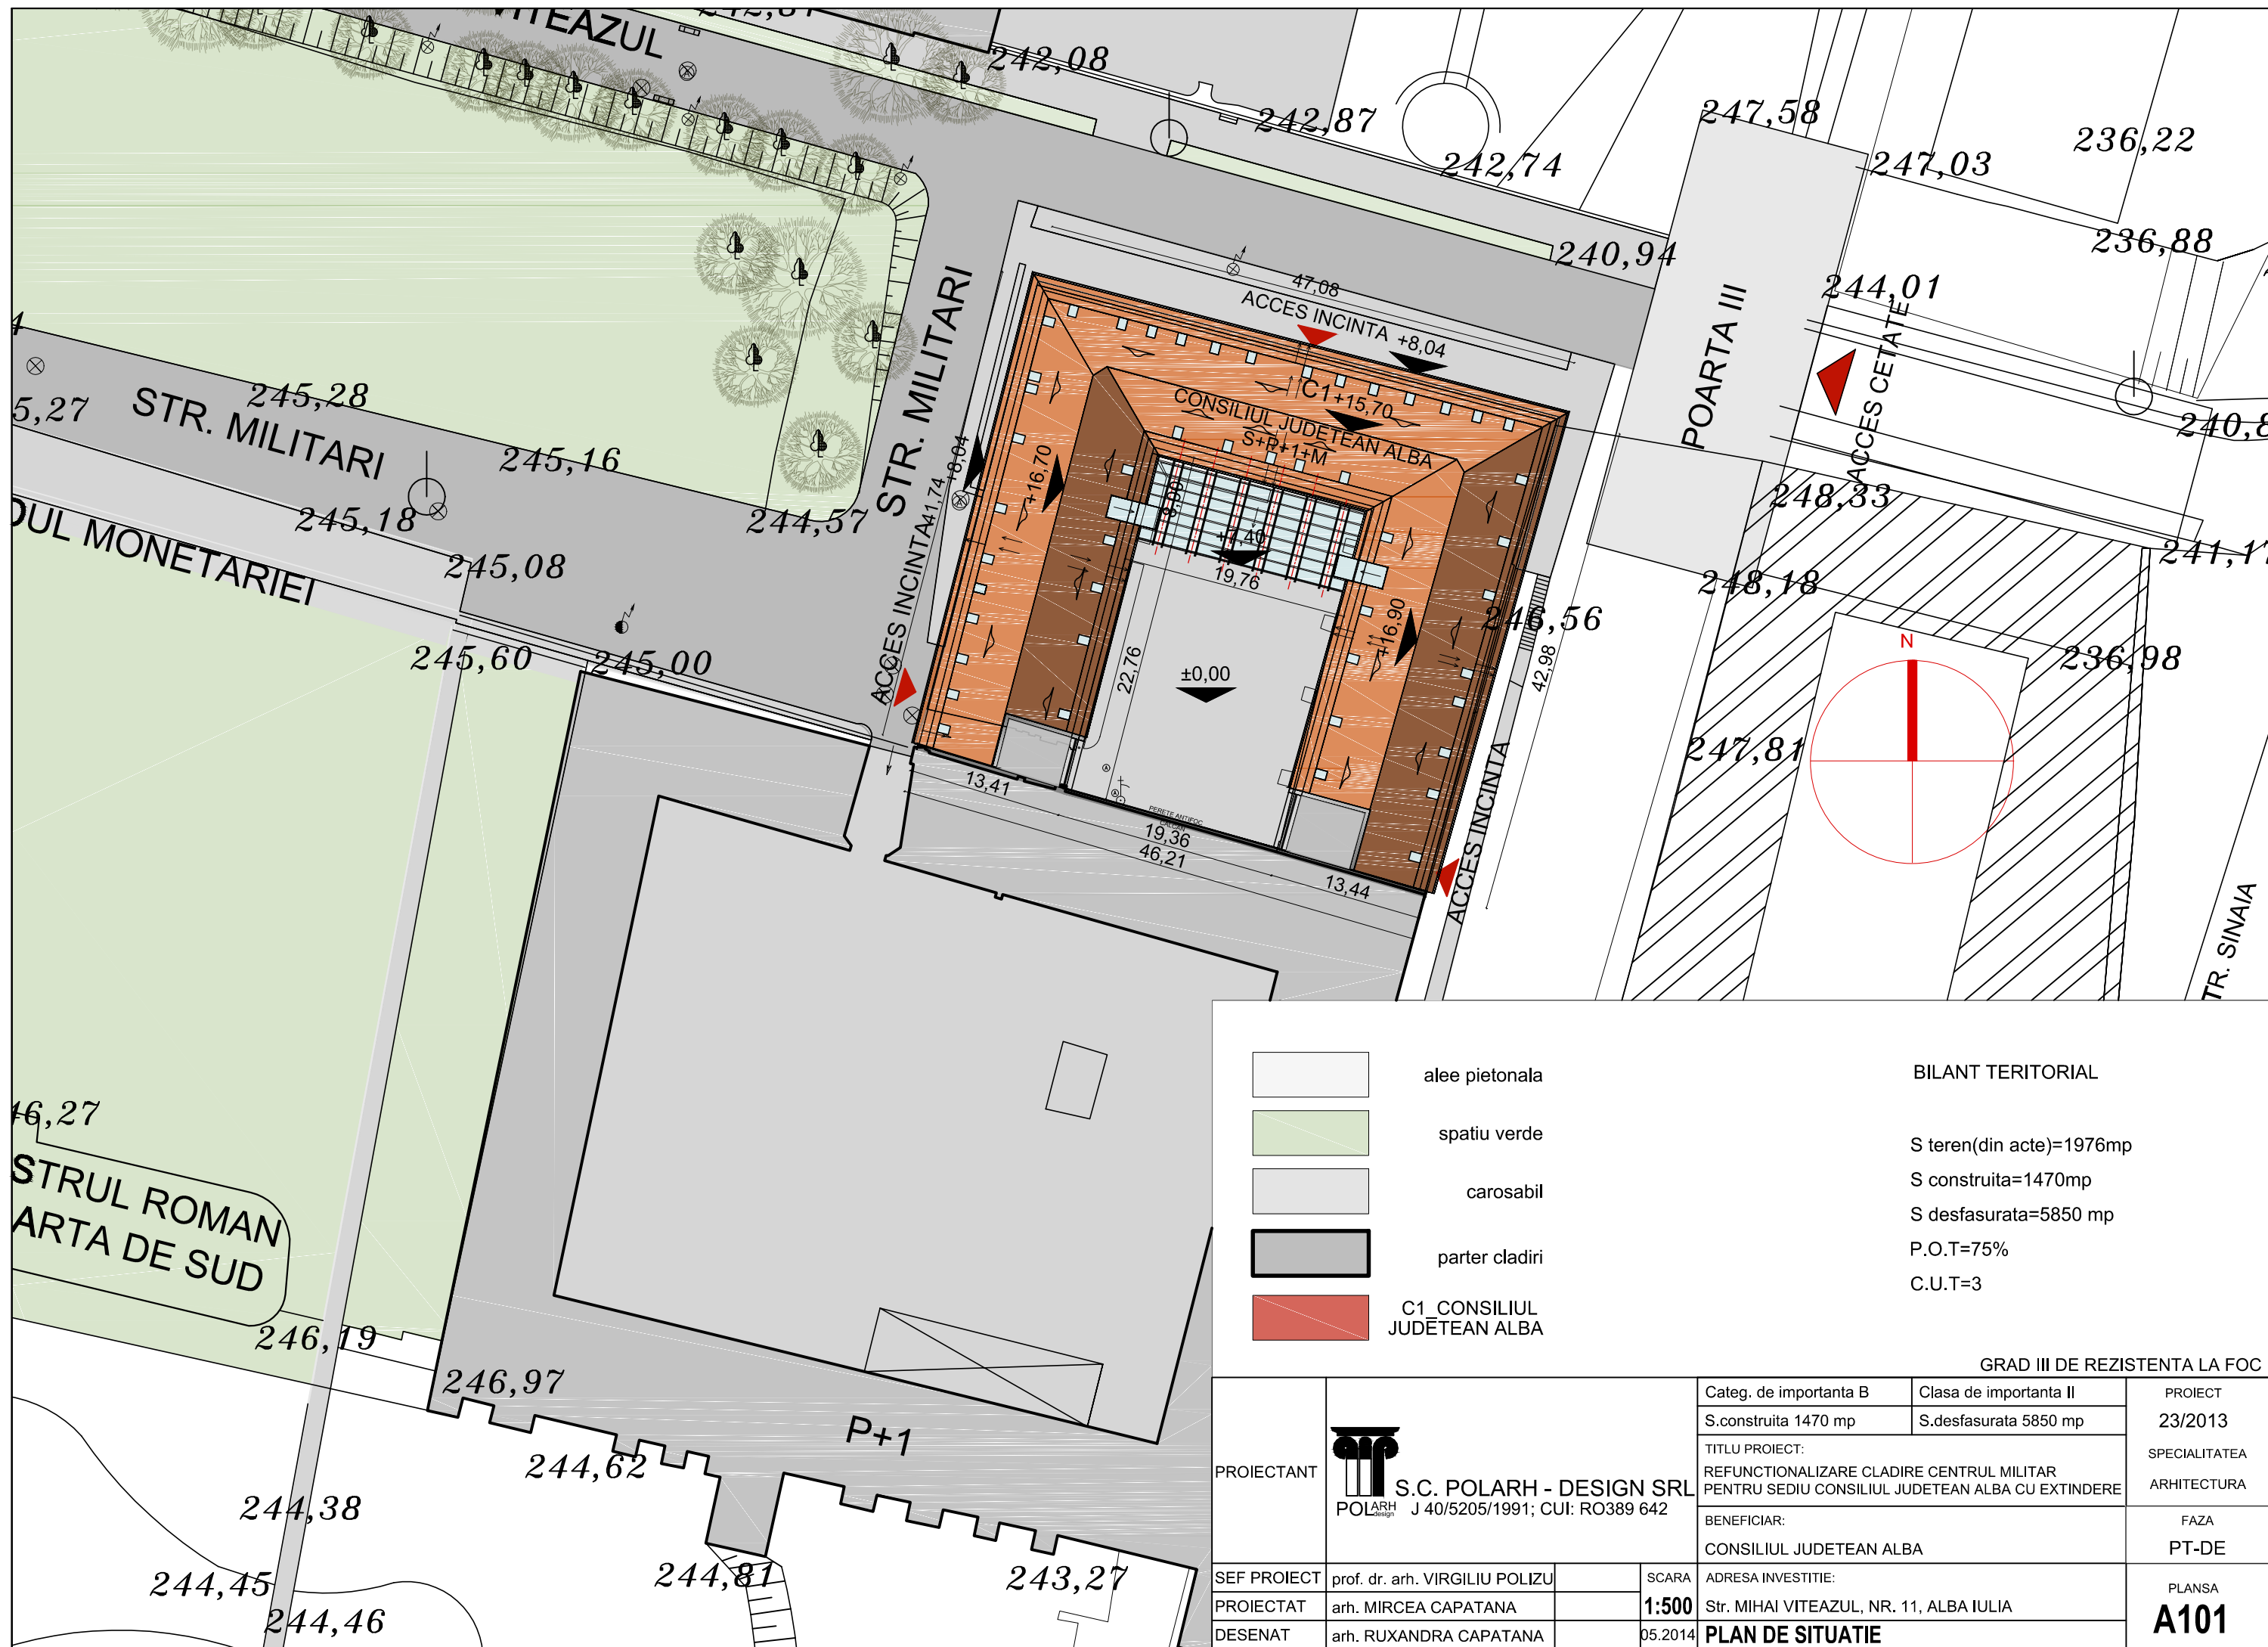 VITEAZUL
242,08
242,87
242,74
247,58
247,03
236,22
236,88
240,94
244,01
POARTA III
ACCES CETATE
248,33
248,18
241,17
236,98
247,81
246,56
N
STR. MILITARI
STR. MILITARI
245,28
245,16
245,18
245,08
244,57
245,60
245,00
MONETARIEI
47,08
ACCES INCINTA +8,04
C1 +15,70
CONSILIUL JUDETEAN ALBA
S+P+1+M
+16,70
+8,04
41,74
ACCES INCINTA
8,00
+7,40
19,76
22,76
±0,00
+16,90
42,98
ACCES INCINTA
13,41
PERETE ANTIFOC
19,36
46,21
13,44
STRUL ROMAN
ARTA DE SUD
246,19
246,97
P+1
244,62
244,38
244,45
244,46
244,81
243,27
TR. SINAIA
alee pietonala
spatiu verde
carosabil
parter cladiri
C1_CONSILIUL
JUDETEAN ALBA
BILANT TERITORIAL
S teren(din acte)=1976mp
S construita=1470mp
S desfasurata=5850 mp
P.O.T=75%
C.U.T=3
GRAD III DE REZISTENTA LA FOC
PROIECTANT
POLARH
design
S.C. POLARH - DESIGN SRL
J 40/5205/1991; CUI: RO389 642
Categ. de importanta B
Clasa de importanta II
S.construita 1470 mp
S.desfasurata 5850 mp
TITLU PROIECT:
REFUNCTIONALIZARE CLADIRE CENTRUL MILITAR
PENTRU SEDIU CONSILIUL JUDETEAN ALBA CU EXTINDERE
BENEFICIAR:
CONSILIUL JUDETEAN ALBA
PROIECT
23/2013
SPECIALITATEA
ARHITECTURA
FAZA
PT-DE
SEF PROIECT
prof. dr. arh. VIRGILIU POLIZU
SCARA
ADRESA INVESTITIE:
PROIECTAT
arh. MIRCEA CAPATANA
1:500
Str. MIHAI VITEAZUL, NR. 11, ALBA IULIA
DESENAT
arh. RUXANDRA CAPATANA
05.2014
PLAN DE SITUATIE
PLANSA
A101